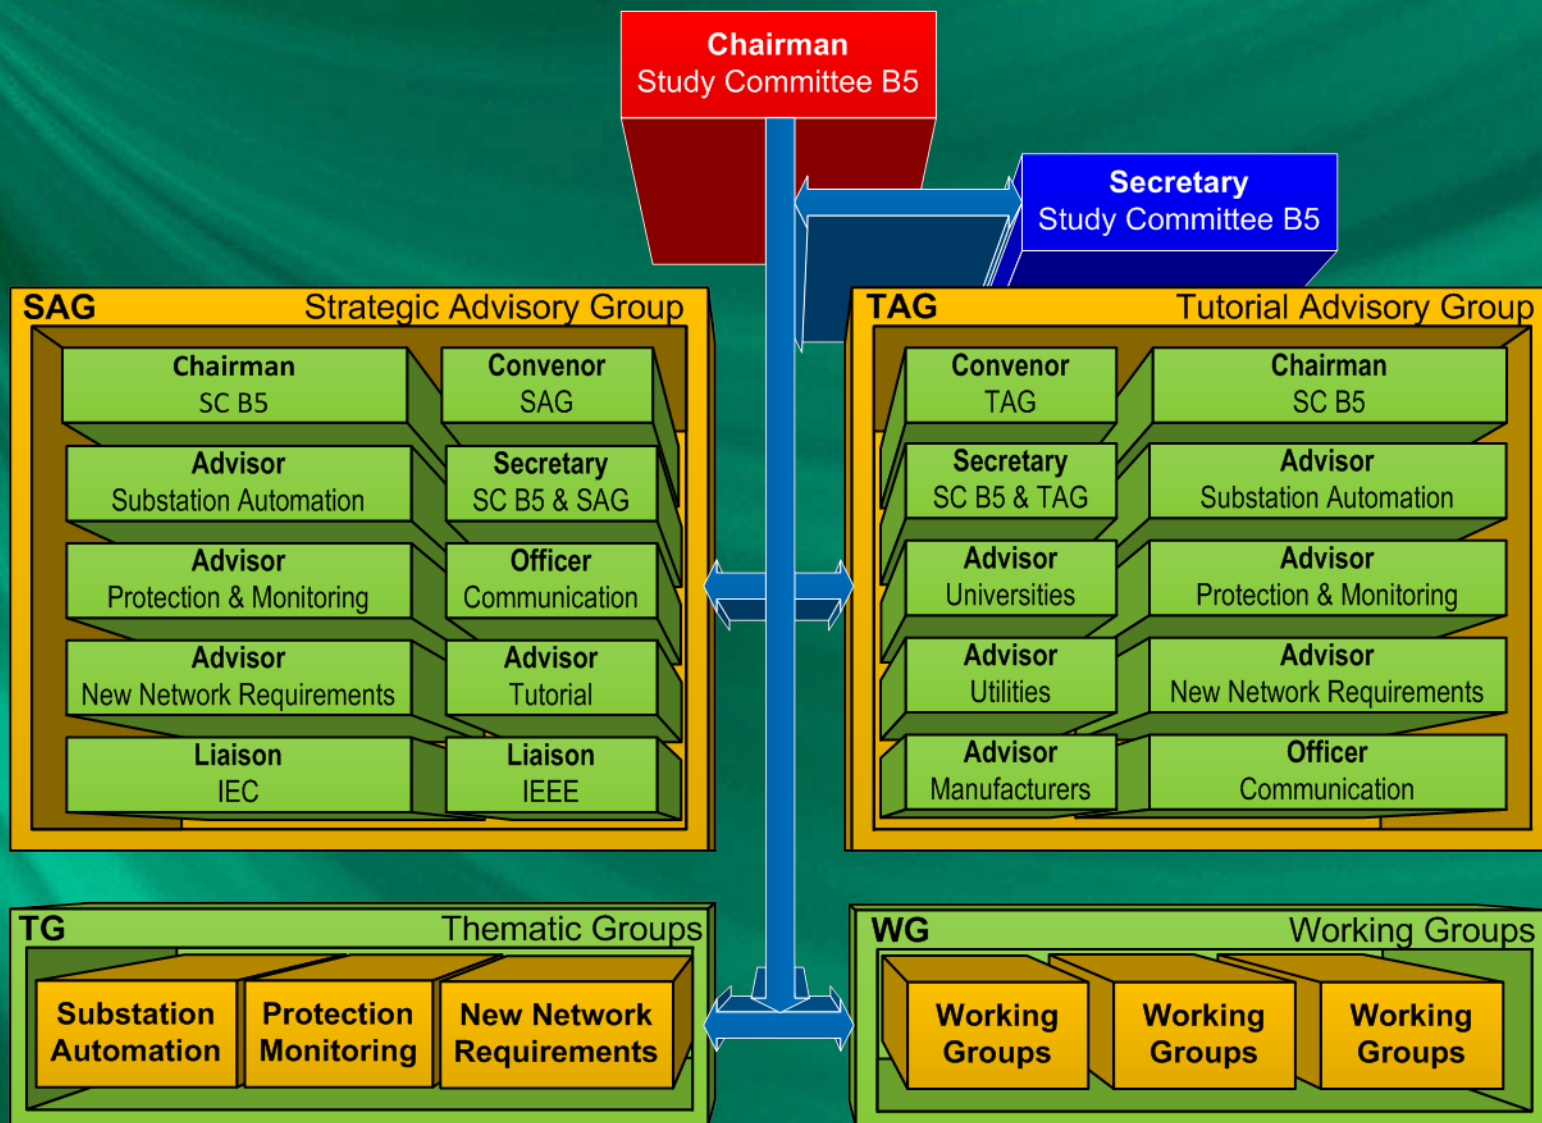 Chairman
Study Committee B5
Secretary
Study Committee B5
SAG Strategic Advisory Group
Chairman
SC B5
Convenor
SAG
Advisor
Substation Automation
Secretary
SC B5 & SAG
Advisor
Protection & Monitoring
Officer
Communication
Advisor
New Network Requirements
Advisor
Tutorial
Liaison
IEC
Liaison
IEEE
TAG Tutorial Advisory Group
Convenor
TAG
Chairman
SC B5
Secretary
SC B5 & TAG
Advisor
Substation Automation
Advisor
Universities
Advisor
Protection & Monitoring
Advisor
Utilities
Advisor
New Network Requirements
Advisor
Manufacturers
Officer
Communication
TG Thematic Groups
Substation
Automation
Protection
Monitoring
New Network
Requirements
WG Working Groups
Working
Groups
Working
Groups
Working
Groups